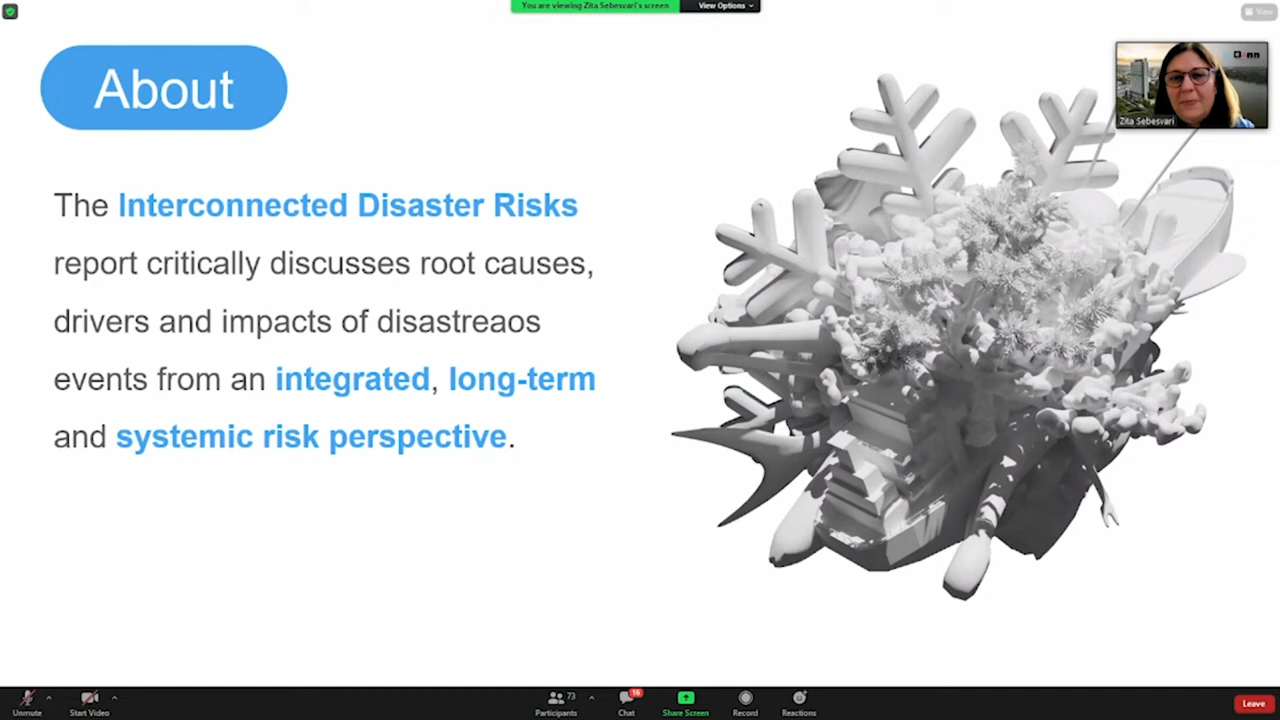 You are viewing Zita Sebesvari's screen
View Options
View
About
Zita Sebesvari
The Interconnected Disaster Risks
report critically discusses root causes,
drivers and impacts of disastreaos
events from an integrated, long-term
and systemic risk perspective.
Unmute
Start Video
73
Participants
16
Chat
Share Screen
Record
Reactions
Leave